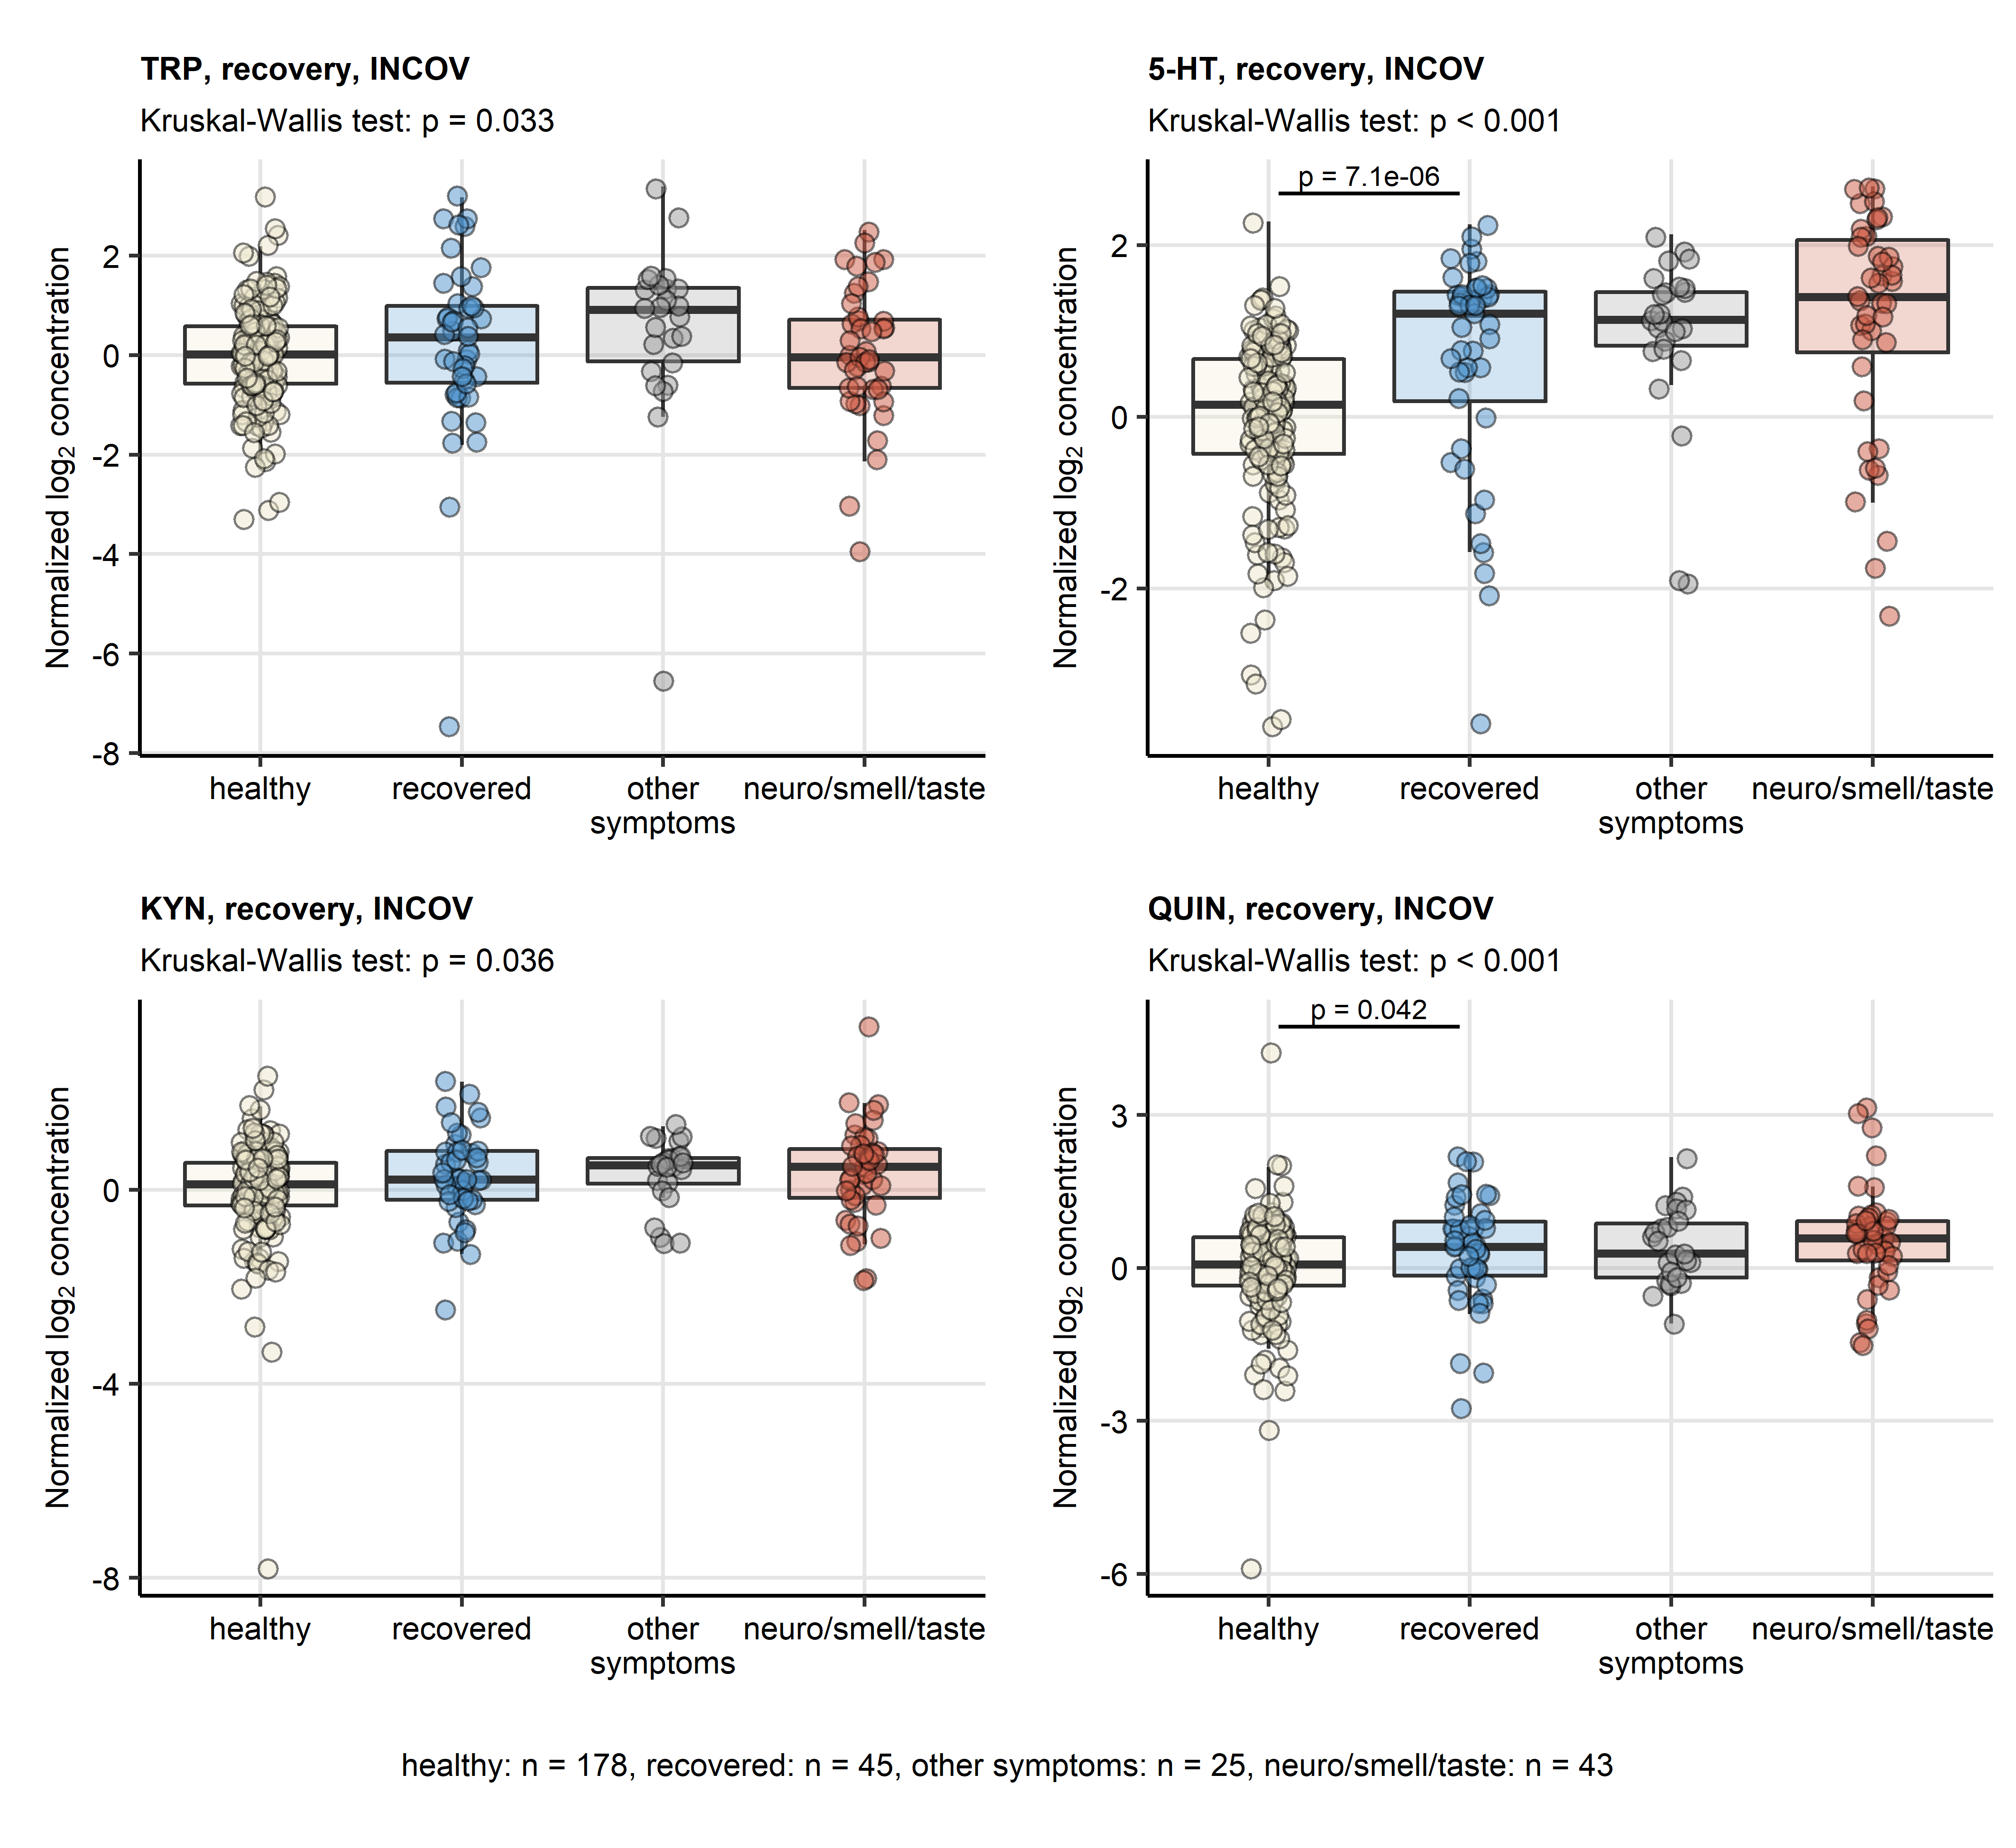 TRP, recovery, INCOV
Kruskal-Wallis test: p = 0.033
Normalized log2 concentration
2
0
-2
-4
-6
-8
healthy
recovered
other
symptoms
neuro/smell/taste
5-HT, recovery, INCOV
Kruskal-Wallis test: p < 0.001
p = 7.1e-06
Normalized log2 concentration
2
0
-2
healthy
recovered
other
symptoms
neuro/smell/taste
KYN, recovery, INCOV
Kruskal-Wallis test: p = 0.036
Normalized log2 concentration
0
-4
-8
healthy
recovered
other
symptoms
neuro/smell/taste
QUIN, recovery, INCOV
Kruskal-Wallis test: p < 0.001
p = 0.042
Normalized log2 concentration
3
0
-3
-6
healthy
recovered
other
symptoms
neuro/smell/taste
healthy: n = 178, recovered: n = 45, other symptoms: n = 25, neuro/smell/taste: n = 43